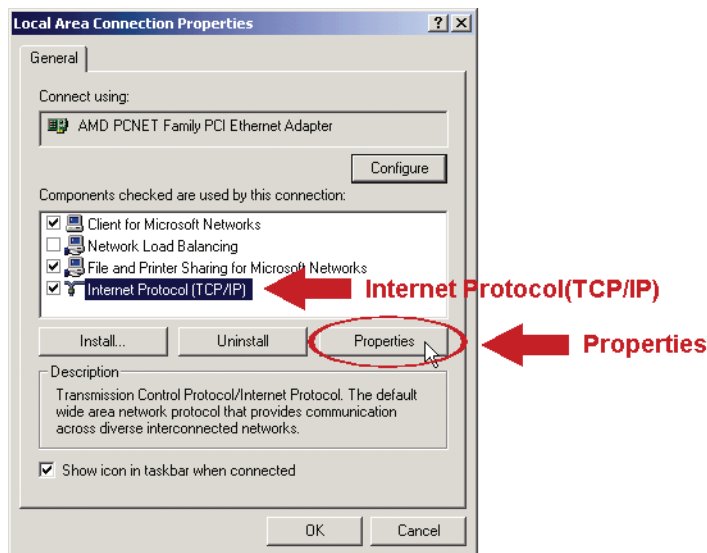 Local Area Connection Properties
General
Connect using:
AMD PCNET Family PCI Ethernet Adapter
Configure
Components checked are used by this connection:
Client for Microsoft Networks
Network Load Balancing
File and Printer Sharing for Microsoft Networks
Internet Protocol (TCP/IP)
Internet Protocol(TCP/IP)
Install...
Uninstall
Properties
Properties
Description
Transmission Control Protocol/Internet Protocol. The default
wide area network protocol that provides communication
across diverse interconnected networks.
Show icon in taskbar when connected
OK
Cancel